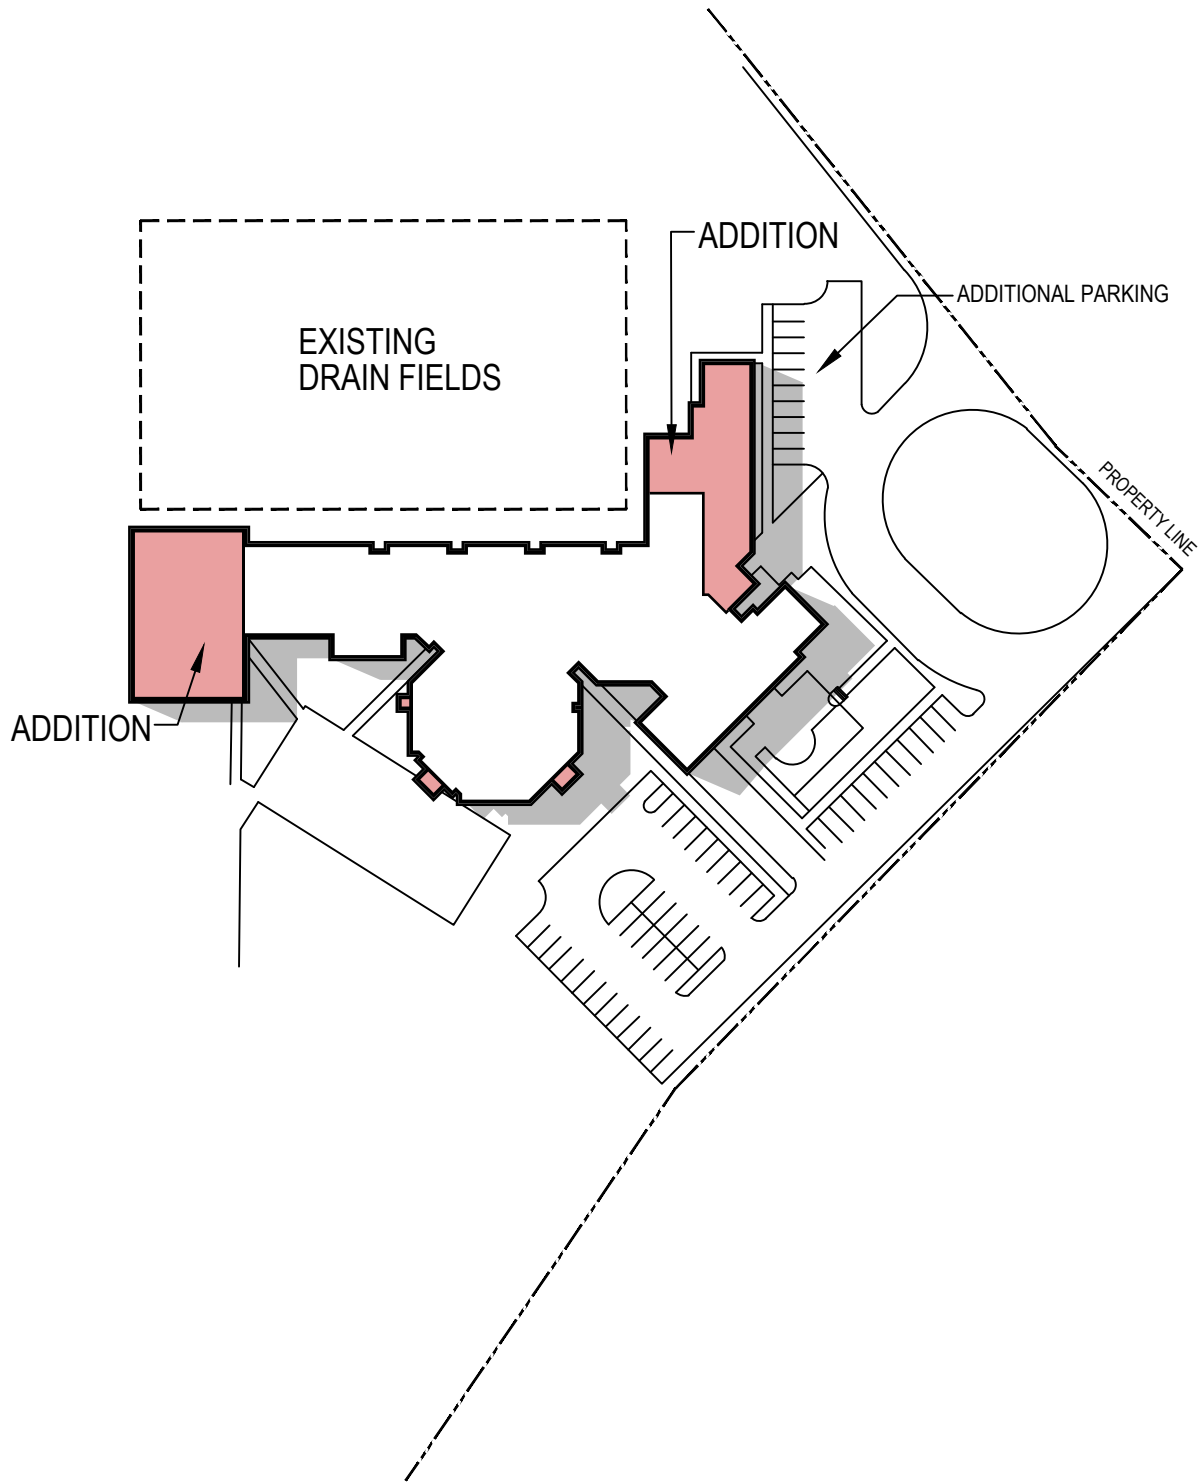 ADDITION
ADDITIONAL PARKING
EXISTING
DRAIN FIELDS
PROPERTY LINE
ADDITION